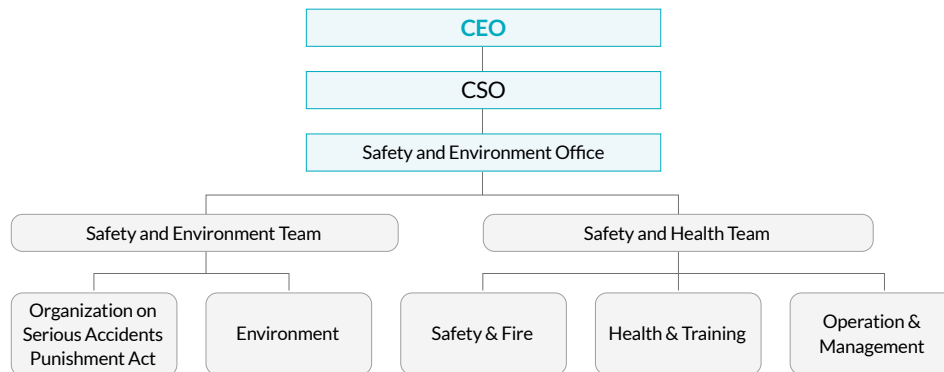 CEO
CSO
Safety and Environment Office
Safety and Environment Team
Safety and Health Team
Organization on
Serious Accidents
Punishment Act
Environment
Safety & Fire
Health & Training
Operation &
Management